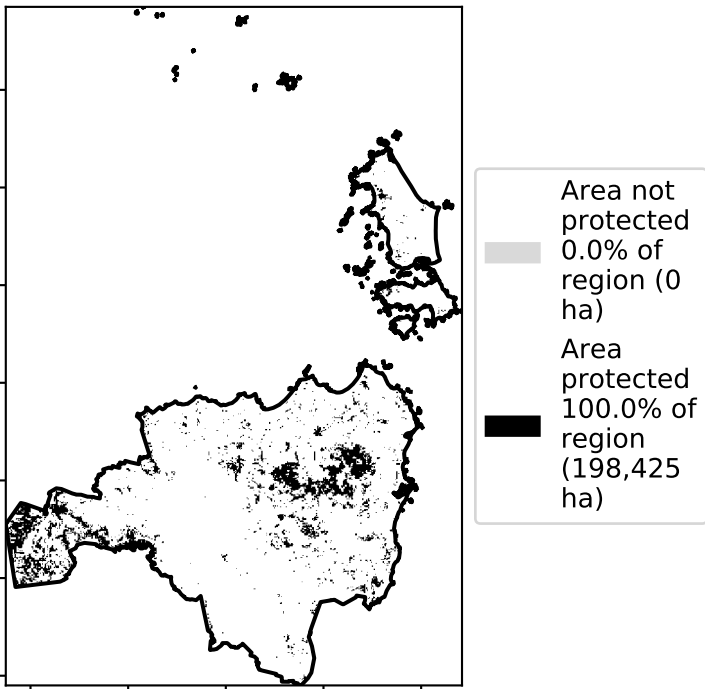 Area not
protected
0.0% of
region (0
ha)
Area
protected
100.0% of
region
(198,425
ha)